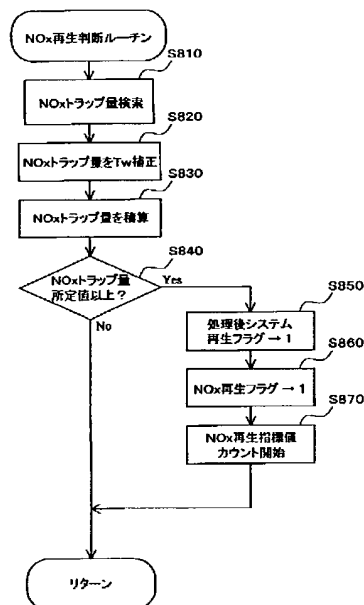 NOx再生判断ルーチン
S810
NOxトラップ量検索
S820
NOxトラップ量をTw補正
S830
NOxトラップ量を積算
S840
NOxトラップ量
所定値以上?
Yes
No
S850
処理後システム
再生フラグ→1
S860
NOx再生フラグ→1
S870
NOx再生指標値
カウント開始
リターン